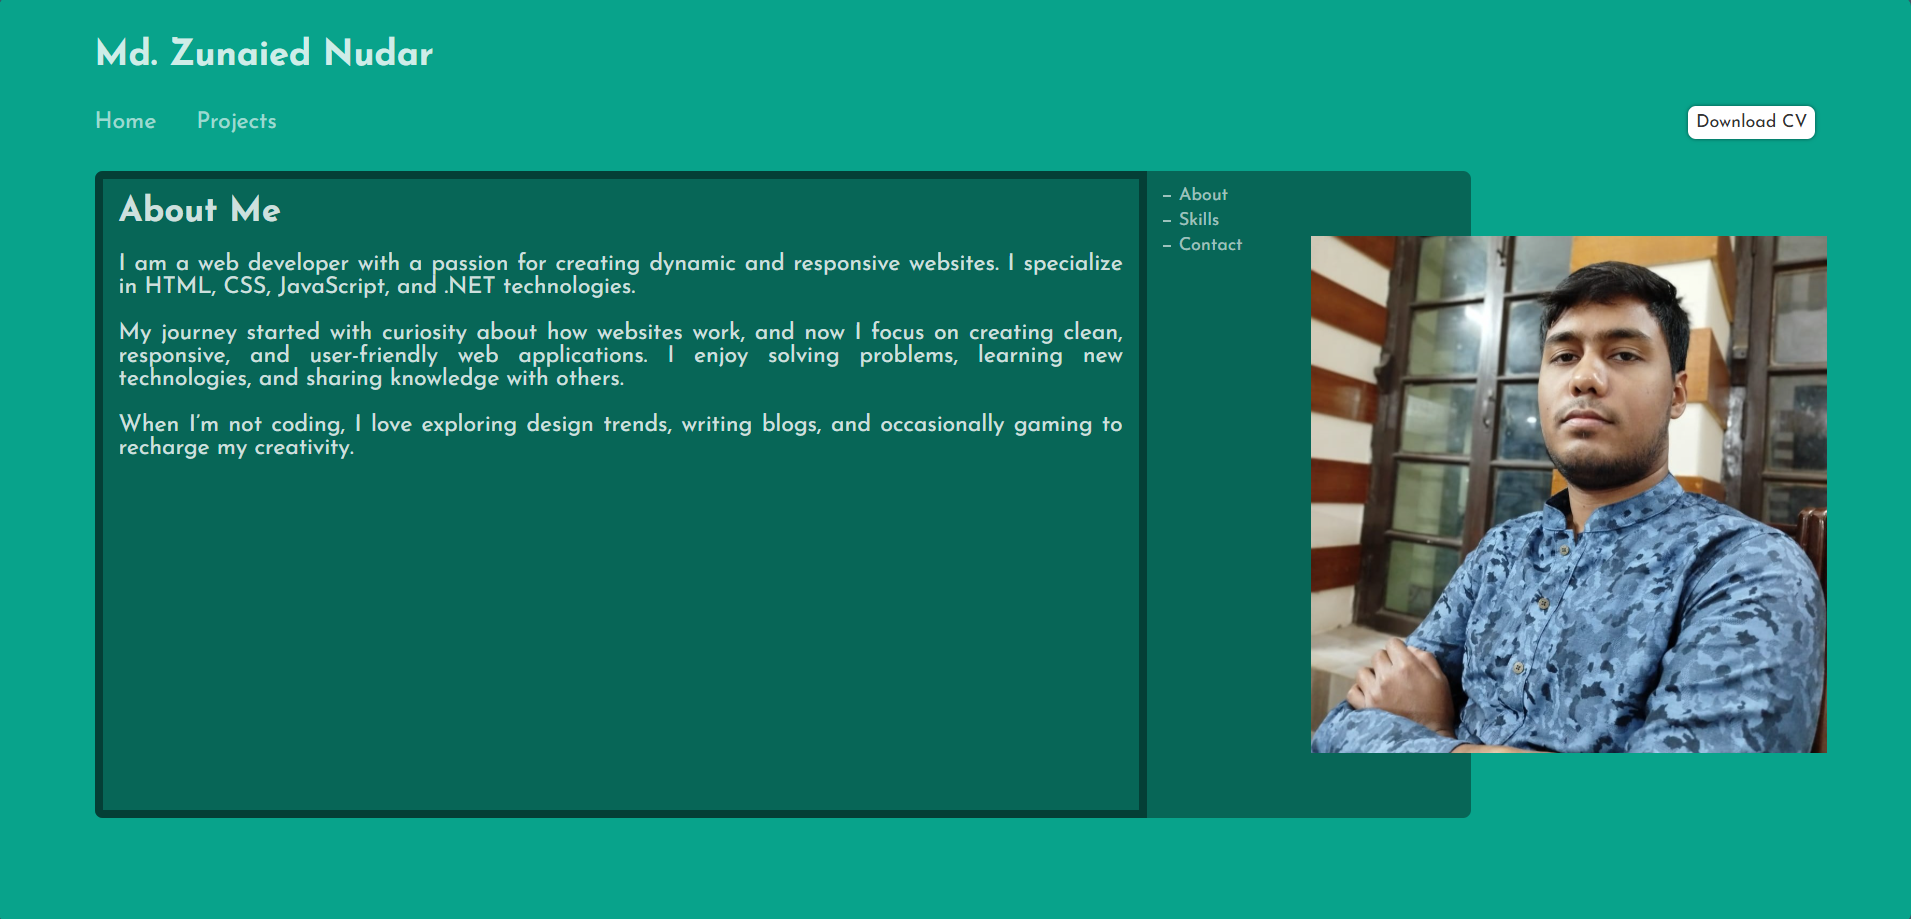 Md. Zunaied Nudar
Home Projects
Download CV
About Me
I am a web developer with a passion for creating dynamic and responsive websites. I specialize
in HTML, CSS, JavaScript, and .NET technologies.
My journey started with curiosity about how websites work, and now I focus on creating clean,
responsive, and user-friendly web applications. I enjoy solving problems, learning new
technologies, and sharing knowledge with others.
When I'm not coding, I love exploring design trends, writing blogs, and occasionally gaming to
recharge my creativity.
– About
– Skills
– Contact